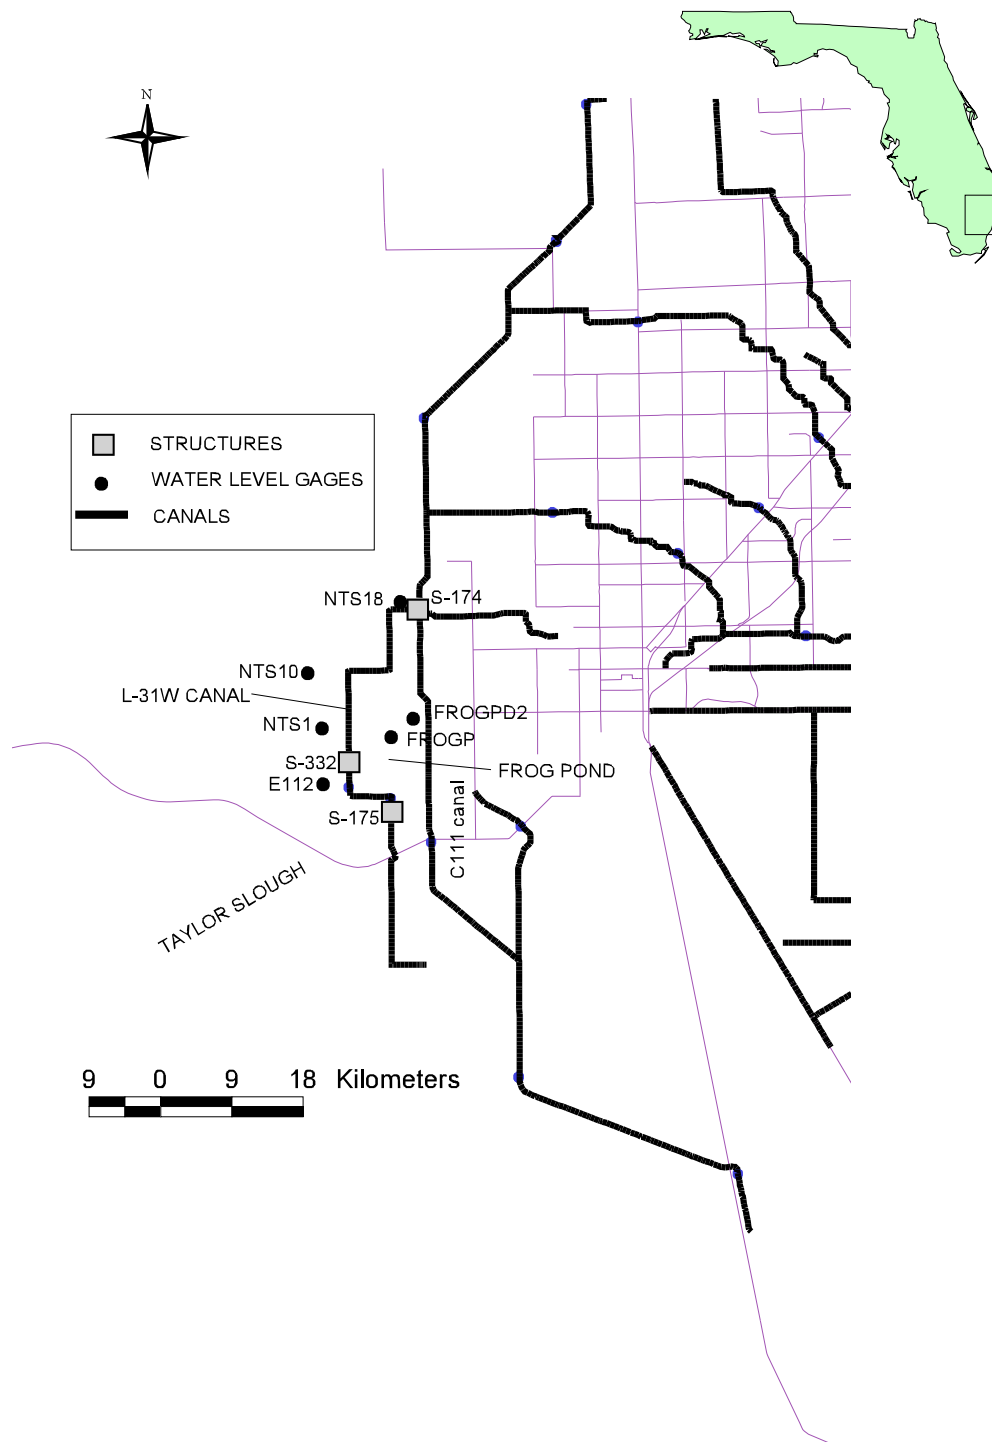 N
STRUCTURES
WATER LEVEL GAGES
CANALS
NTS18
S-174
NTS10
L-31W CANAL
NTS1
FROGPD2
FROGP
S-332
FROG POND
E112
S-175
C111 canal
TAYLOR SLOUGH
9 0 9 18 Kilometers